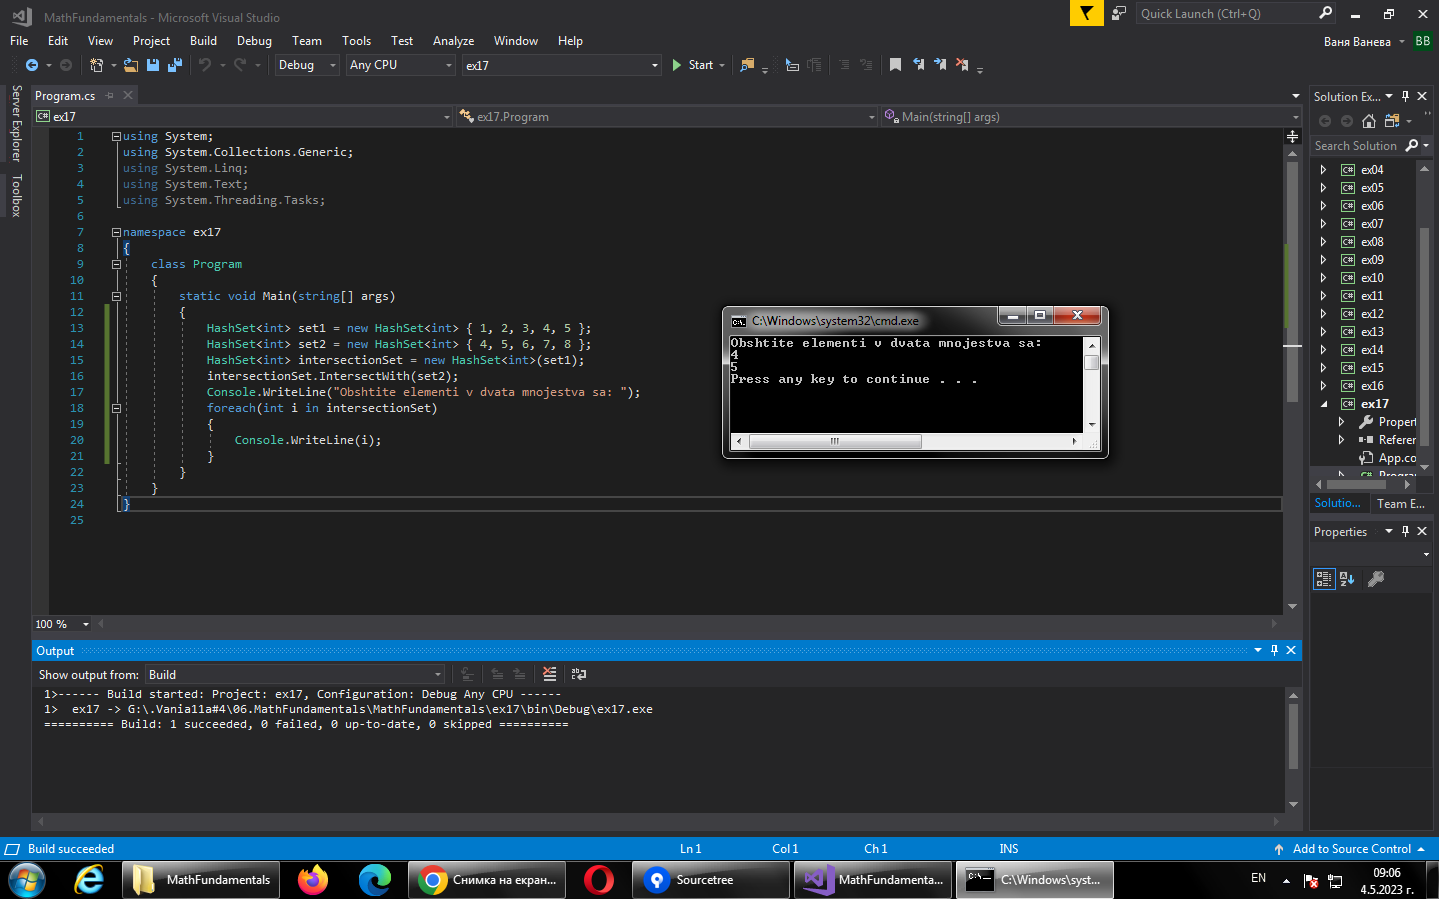 MathFundamentals - Microsoft Visual Studio
Quick Launch (Ctrl+Q)
File Edit View Project Build Debug Team Tools Test Analyze Window Help
Ваня Ванева BB
Debug Any CPU ex17 Start
Server Explorer
Toolbox
Program.cs
ex17 ex17.Program Main(string[] args)
1 using System;
2 using System.Collections.Generic;
3 using System.Linq;
4 using System.Text;
5 using System.Threading.Tasks;
6
7 namespace ex17
8 {
9 class Program
10 {
11 static void Main(string[] args)
12 {
13 HashSet<int> set1 = new HashSet<int> { 1, 2, 3, 4, 5 };
14 HashSet<int> set2 = new HashSet<int> { 4, 5, 6, 7, 8 };
15 HashSet<int> intersectionSet = new HashSet<int>(set1);
16 intersectionSet.IntersectWith(set2);
17 Console.WriteLine("Obshtite elementi v dvata mnojestva sa: ");
18 foreach(int i in intersectionSet)
19 {
20 Console.WriteLine(i);
21 }
22 }
23 }
24 }
25
C:\Windows\system32\cmd.exe
Obshtite elementi v dvata mnojestva sa:
4
5
Press any key to continue . . .
Solution Ex...
Search Solution
C# ex04
C# ex05
C# ex06
C# ex07
C# ex08
C# ex09
C# ex10
C# ex11
C# ex12
C# ex13
C# ex14
C# ex15
C# ex16
C# ex17
Propert
Referer
App.co
Solutio... Team E...
Properties
100 %
Output
Show output from: Build
1>------ Build started: Project: ex17, Configuration: Debug Any CPU ------
1> ex17 -> G:\.Vania11a#4\06.MathFundamentals\MathFundamentals\ex17\bin\Debug\ex17.exe
========== Build: 1 succeeded, 0 failed, 0 up-to-date, 0 skipped ==========
Build succeeded Ln 1 Col 1 Ch 1 INS Add to Source Control
MathFundamentals
Снимка на екран...
Sourcetree
MathFundamenta...
C:\Windows\syst...
EN
09:06
4.5.2023 г.